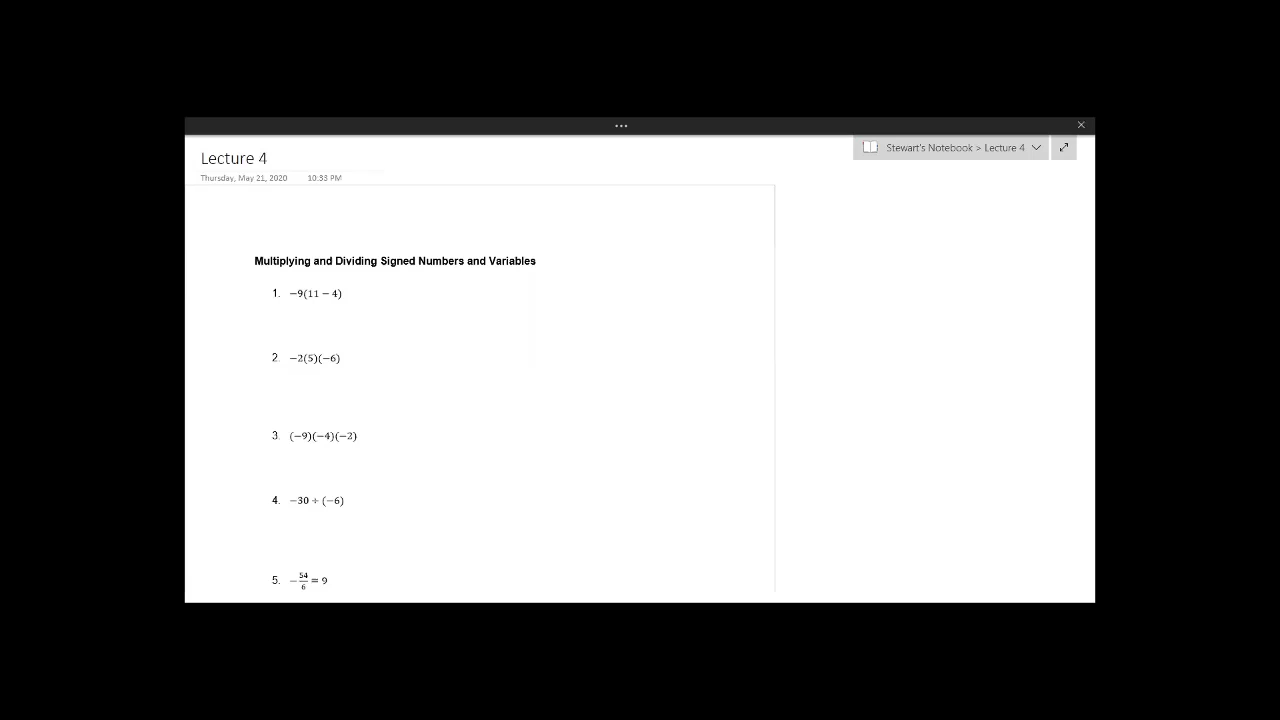 Lecture 4
Stewart's Notebook > Lecture 4
Thursday, May 21, 2020 10:33 PM
Multiplying and Dividing Signed Numbers and Variables
1. −9(11 − 4)
2. −2(5)(−6)
3. (−9)(−4)(−2)
4. −30 ÷ (−6)
5. −54/6 = 9